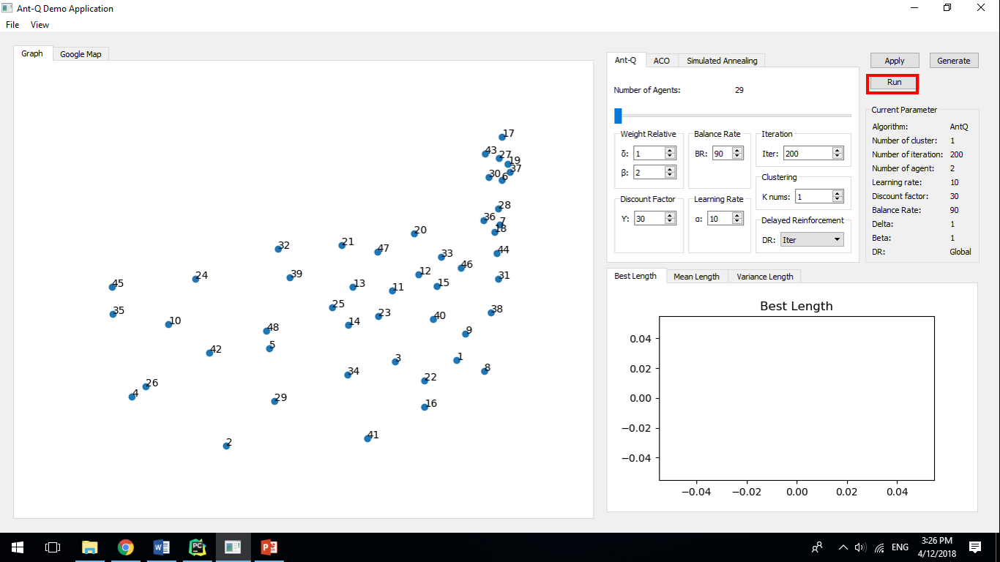 Ant-Q Demo Application
File View
Graph Google Map
17
43 27
19
37
30 6
28
36 7
18
20
32 21
47
33 44
46
24 39 12 31
45 13 11 15
35 25
10 14 23 40 38
48 9
42 5
3 1
34 22 8
26
4 29 16
2 41
Ant-Q ACO Simulated Annealing
Number of Agents: 29
Weight Relative
δ: 1
β: 2
Balance Rate
BR: 90
Iteration
Iter: 200
Clustering
K nums: 1
Discount Factor
Y: 30
Learning Rate
α: 10
Delayed Reinforcement
DR: Iter
Apply Generate
Run
Current Parameter
Algorithm: AntQ
Number of cluster: 1
Number of iteration: 200
Number of agent: 2
Learning rate: 10
Discount factor: 30
Balance Rate: 90
Delta: 1
Beta: 1
DR: Global
Best Length Mean Length Variance Length
Best Length
0.04
0.02
0.00
−0.02
−0.04
−0.04 −0.02 0.00 0.02 0.04
ENG
3:26 PM
4/12/2018